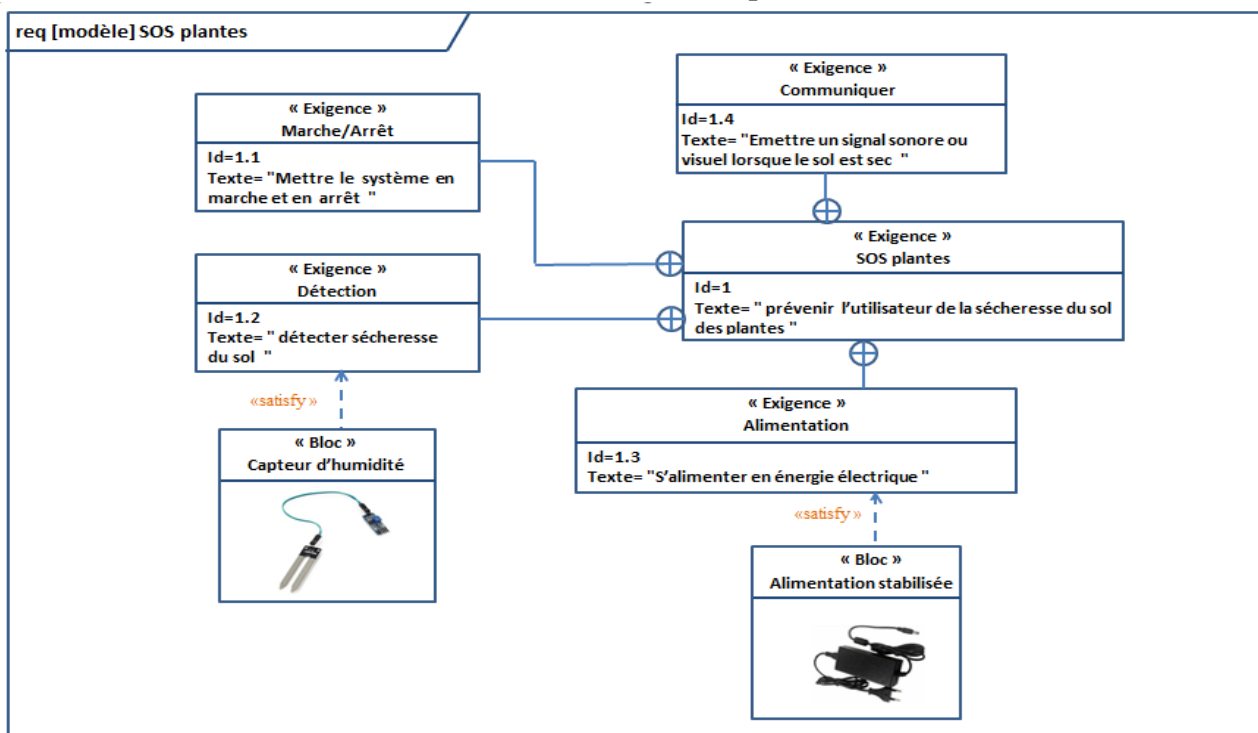 req [modèle] SOS plantes
« Exigence »
Marche/Arrêt
Id=1.1
Texte= "Mettre le système en
marche et en arrêt "
« Exigence »
Communiquer
Id=1.4
Texte= "Emettre un signal sonore ou
visuel lorsque le sol est sec "
« Exigence »
SOS plantes
Id=1
Texte= " prévenir l'utilisateur de la sécheresse du sol
des plantes "
« Exigence »
Détection
Id=1.2
Texte= " détecter sécheresse
du sol "
«satisfy»
« Bloc »
Capteur d'humidité
« Exigence »
Alimentation
Id=1.3
Texte= "S'alimenter en énergie électrique "
«satisfy»
« Bloc »
Alimentation stabilisée